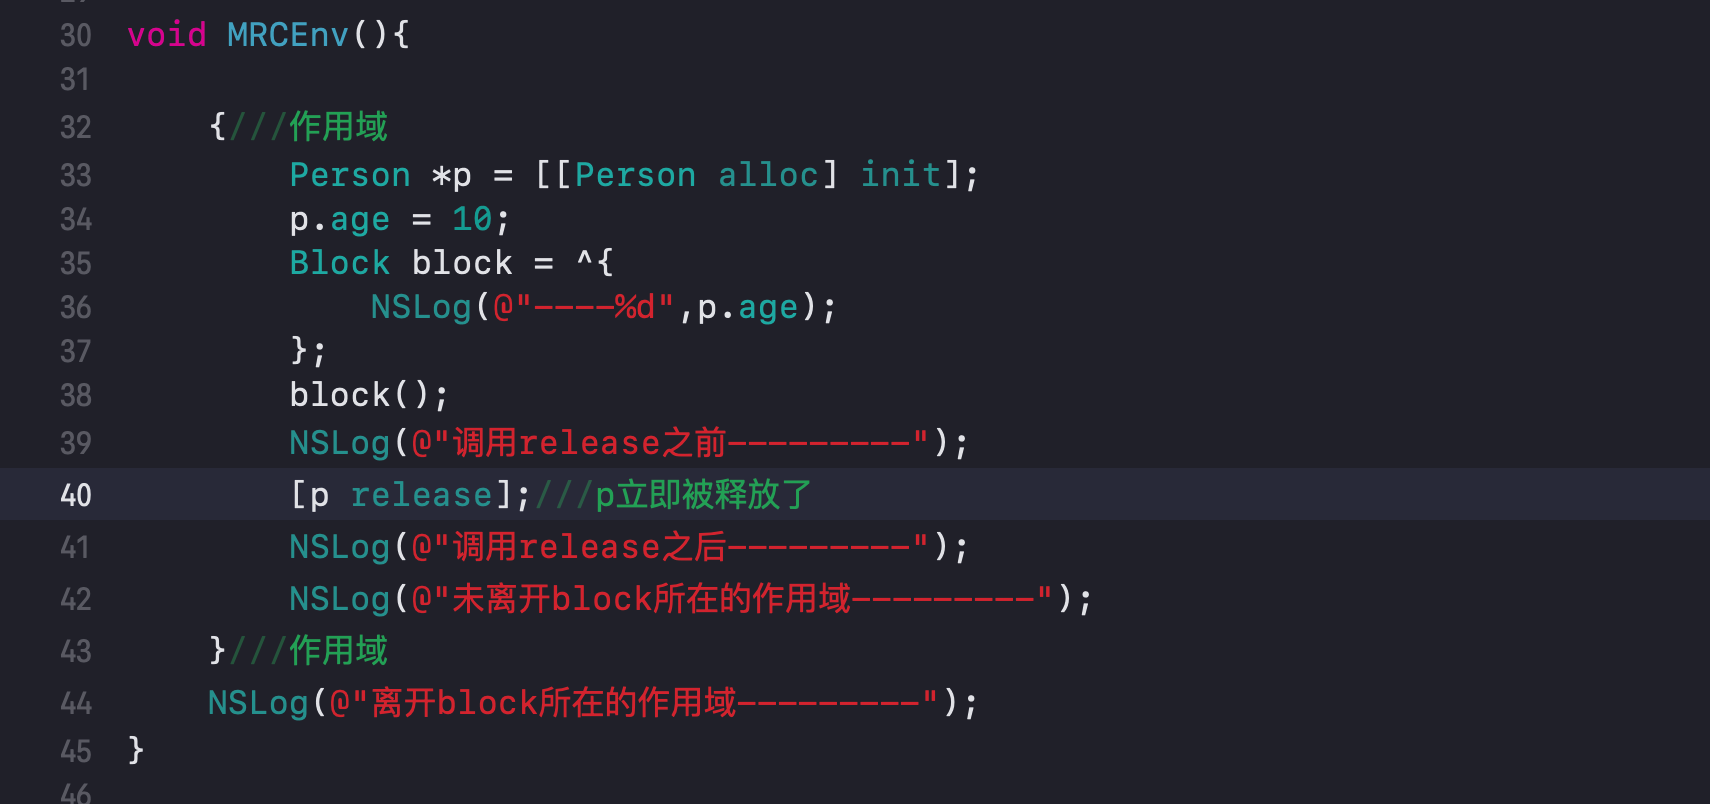 30 void MRCEnv(){
31
32 {///作用域
33 Person *p = [[Person alloc] init];
34 p.age = 10;
35 Block block = ^{
36 NSLog(@"----%d",p.age);
37 };
38 block();
39 NSLog(@"调用release之前---------");
40 [p release];///p立即被释放了
41 NSLog(@"调用release之后---------");
42 NSLog(@"未离开block所在的作用域---------");
43 }///作用域
44 NSLog(@"离开block所在的作用域---------");
45 }
46